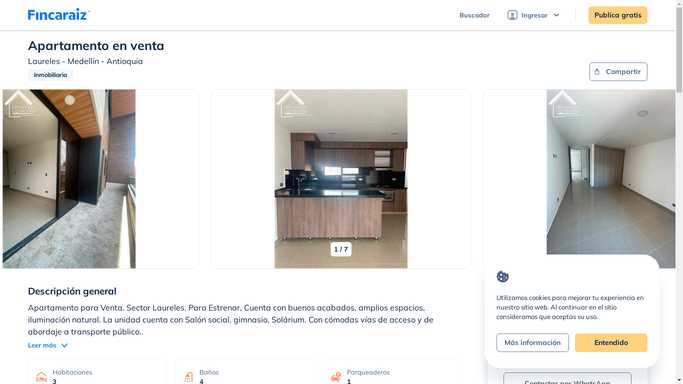 Fincaraiz
Buscador
Ingresar
Publica gratis
Apartamento en venta
Laureles - Medellín - Antioquia
Inmobiliaria
Compartir
1 / 7
Descripción general
Apartamento para Venta. Sector Laureles. Para Estrenar, Cuenta con buenos acabados, amplios espacios,
iluminación natural. La unidad cuenta con Salón social, gimnasio, Solárium. Con cómodas vías de acceso y de
abordaje a transporte público..
Leer más
Habitaciones
3
Baños
4
Parqueaderos
1
Utilizamos cookies para mejorar tu experiencia en
nuestro sitio web. Al continuar en el sitio
consideramos que aceptas su uso.
Más información
Entendido
Contactar por WhatsApp